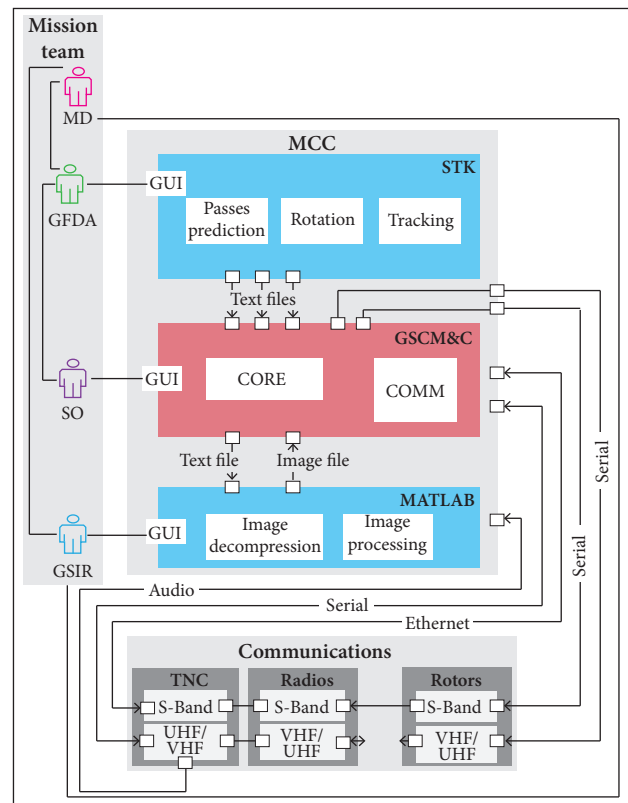 Mission
team
MD
GFDA
SO
GSIR
MCC
STK
GUI
Passes
prediction
Rotation
Tracking
Text files
GSCM&C
GUI
CORE
COMM
Text file
Image file
MATLAB
GUI
Image
decompression
Image
processing
Audio
Serial
Ethernet
Serial
Serial
Communications
TNC
Radios
Rotors
S-Band
S-Band
S-Band
UHF/
VHF
VHF/
UHF
VHF/
UHF